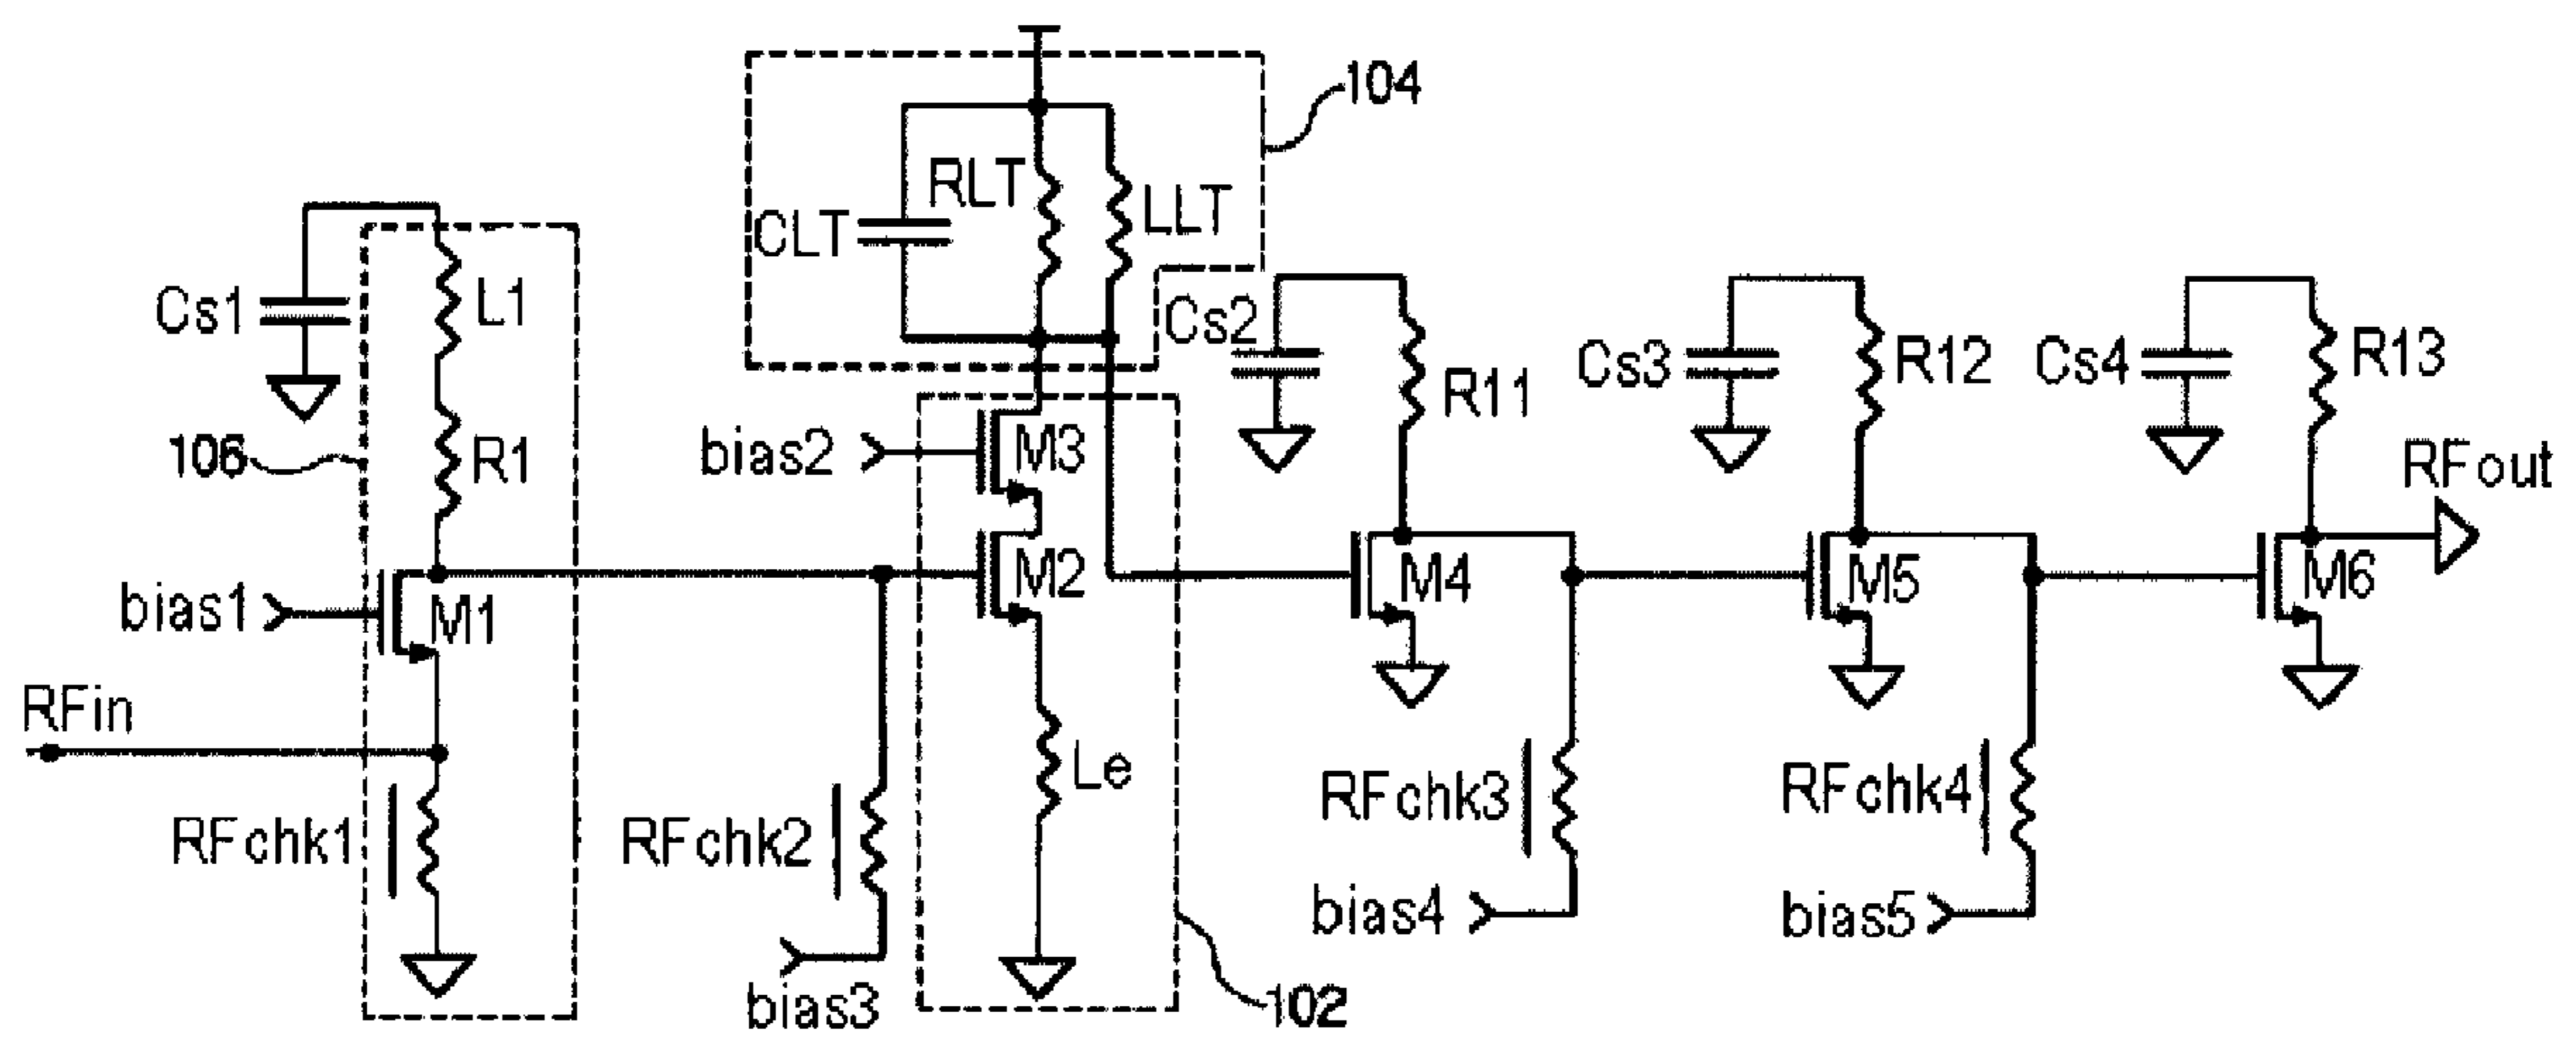 104
RLT
CLT
LLT
Cs1
L1
Cs2
R11
Cs3
R12
Cs4
R13
106
R1
bias2
M3
RFout
bias1
M1
M2
M4
M5
M6
RFin
Le
RFchk1
RFchk2
RFchk3
RFchk4
bias4
bias5
bias3
102